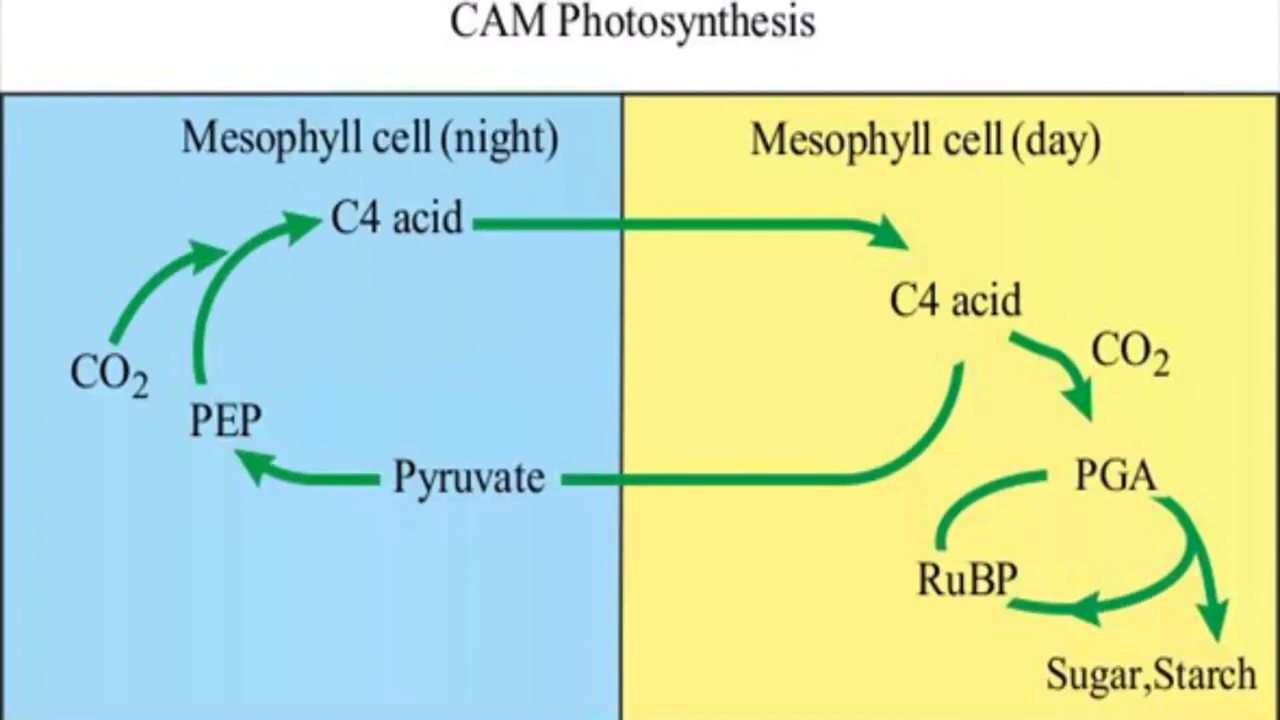 CAM Photosynthesis
Mesophyll cell (night)
C4 acid
CO₂
PEP
Pyruvate
Mesophyll cell (day)
C4 acid
CO₂
PGA
RuBP
Sugar,Starch